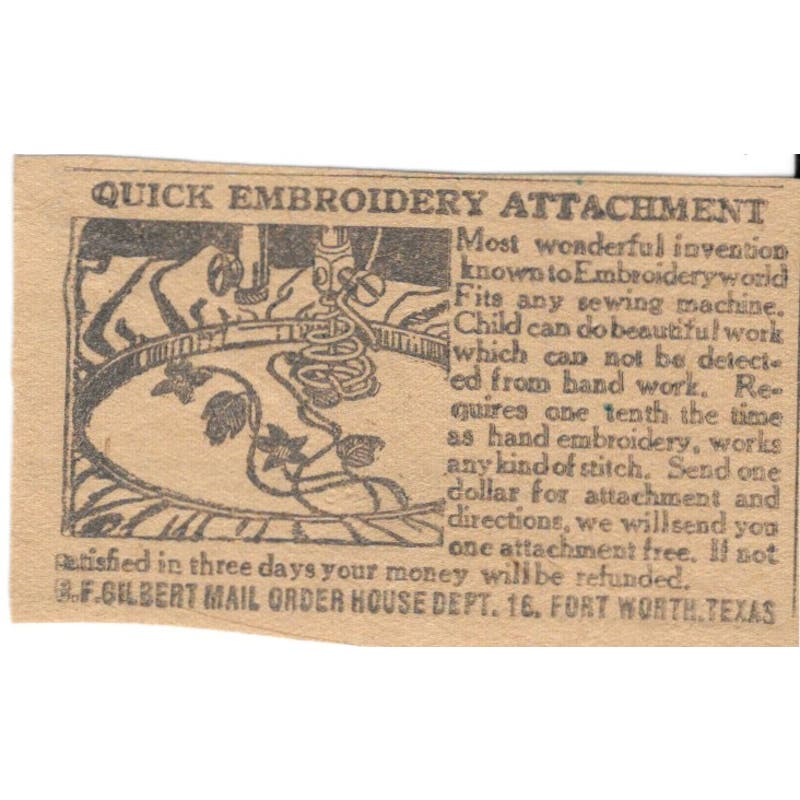 QUICK EMBROIDERY ATTACHMENT
Most wonderful invention
known to Embroidery world
Fits any sewing machine.
Child can do beautiful work
which can not be detect-
ed from hand work. Re-
quires one tenth the time
as hand embroidery, works
any kind of stitch. Send one
dollar for attachment and
directions, we will send you
one attachment free. If not
satisfied in three days your money will be refunded.
F. GILBERT MAIL ORDER HOUSE DEPT. 16. FORT WORTH, TEXAS